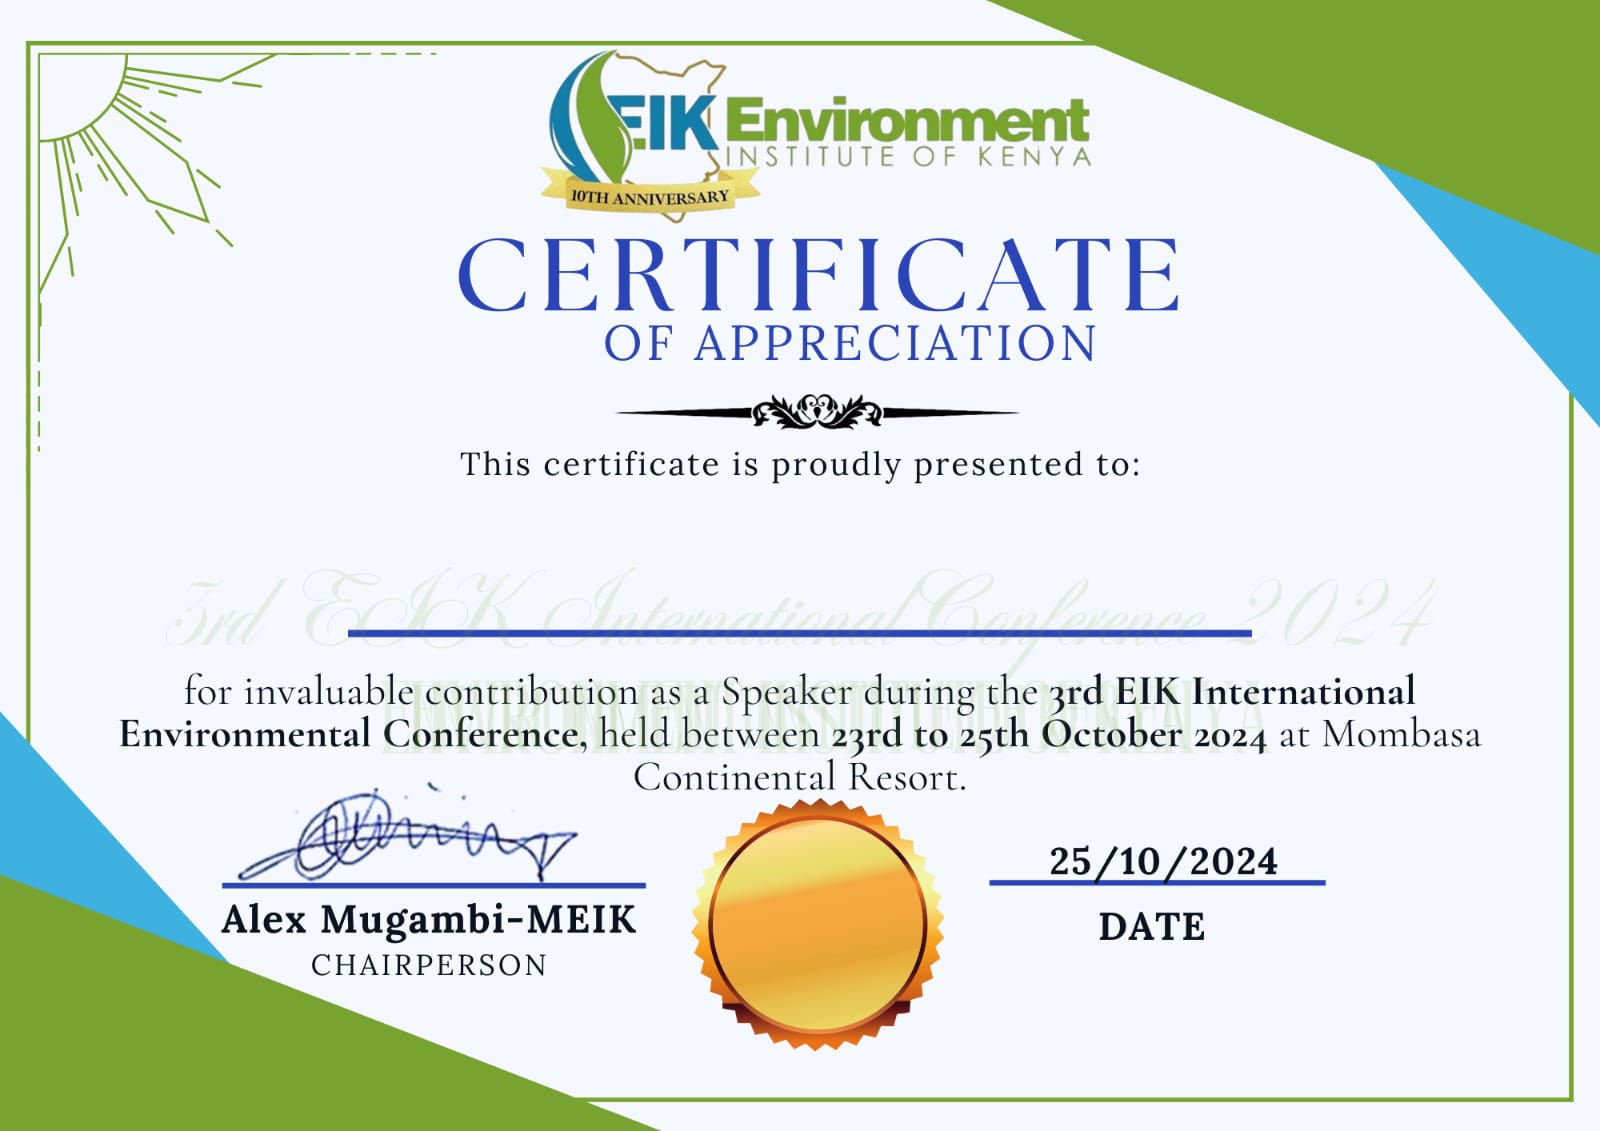 EIK Environment
INSTITUTE OF KENYA
10TH ANNIVERSARY
CERTIFICATE
OF APPRECIATION
This certificate is proudly presented to:
3rd EIK International Conference 2024
for invaluable contribution as a Speaker during the 3rd EIK International
ENVIRONMENT INSTITUTE OF KENYA
Environmental Conference, held between 23rd to 25th October 2024 at Mombasa
Continental Resort.
25/10/2024
Alex Mugambi-MEIK
DATE
CHAIRPERSON